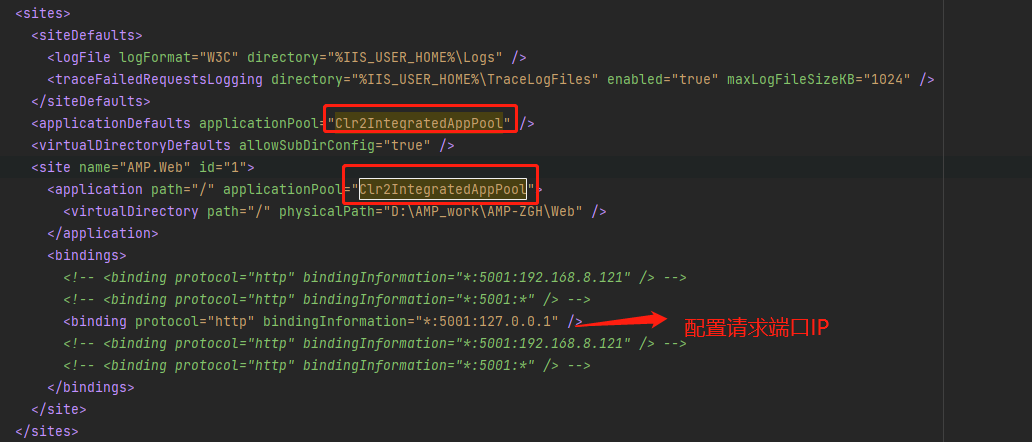 <sites>
<siteDefaults>
<logFile logFormat="W3C" directory="%IIS_USER_HOME%\Logs" />
<traceFailedRequestsLogging directory="%IIS_USER_HOME%\TraceLogFiles" enabled="true" maxLogFileSizeKB="1024" />
</siteDefaults>
<applicationDefaults applicationPool="Clr2IntegratedAppPool" />
<virtualDirectoryDefaults allowSubDirConfig="true" />
<site name="AMP.Web" id="1">
<application path="/" applicationPool="Clr2IntegratedAppPool">
<virtualDirectory path="/" physicalPath="D:\AMP_work\AMP-ZGH\Web" />
</application>
<bindings>
<!-- <binding protocol="http" bindingInformation="*:5001:192.168.8.121" /> -->
<!-- <binding protocol="http" bindingInformation="*:5001:*" /> -->
<binding protocol="http" bindingInformation="*:5001:127.0.0.1" />
配置请求端口IP
<!-- <binding protocol="http" bindingInformation="*:5001:192.168.8.121" /> -->
<!-- <binding protocol="http" bindingInformation="*:5001:*" /> -->
</bindings>
</site>
</sites>